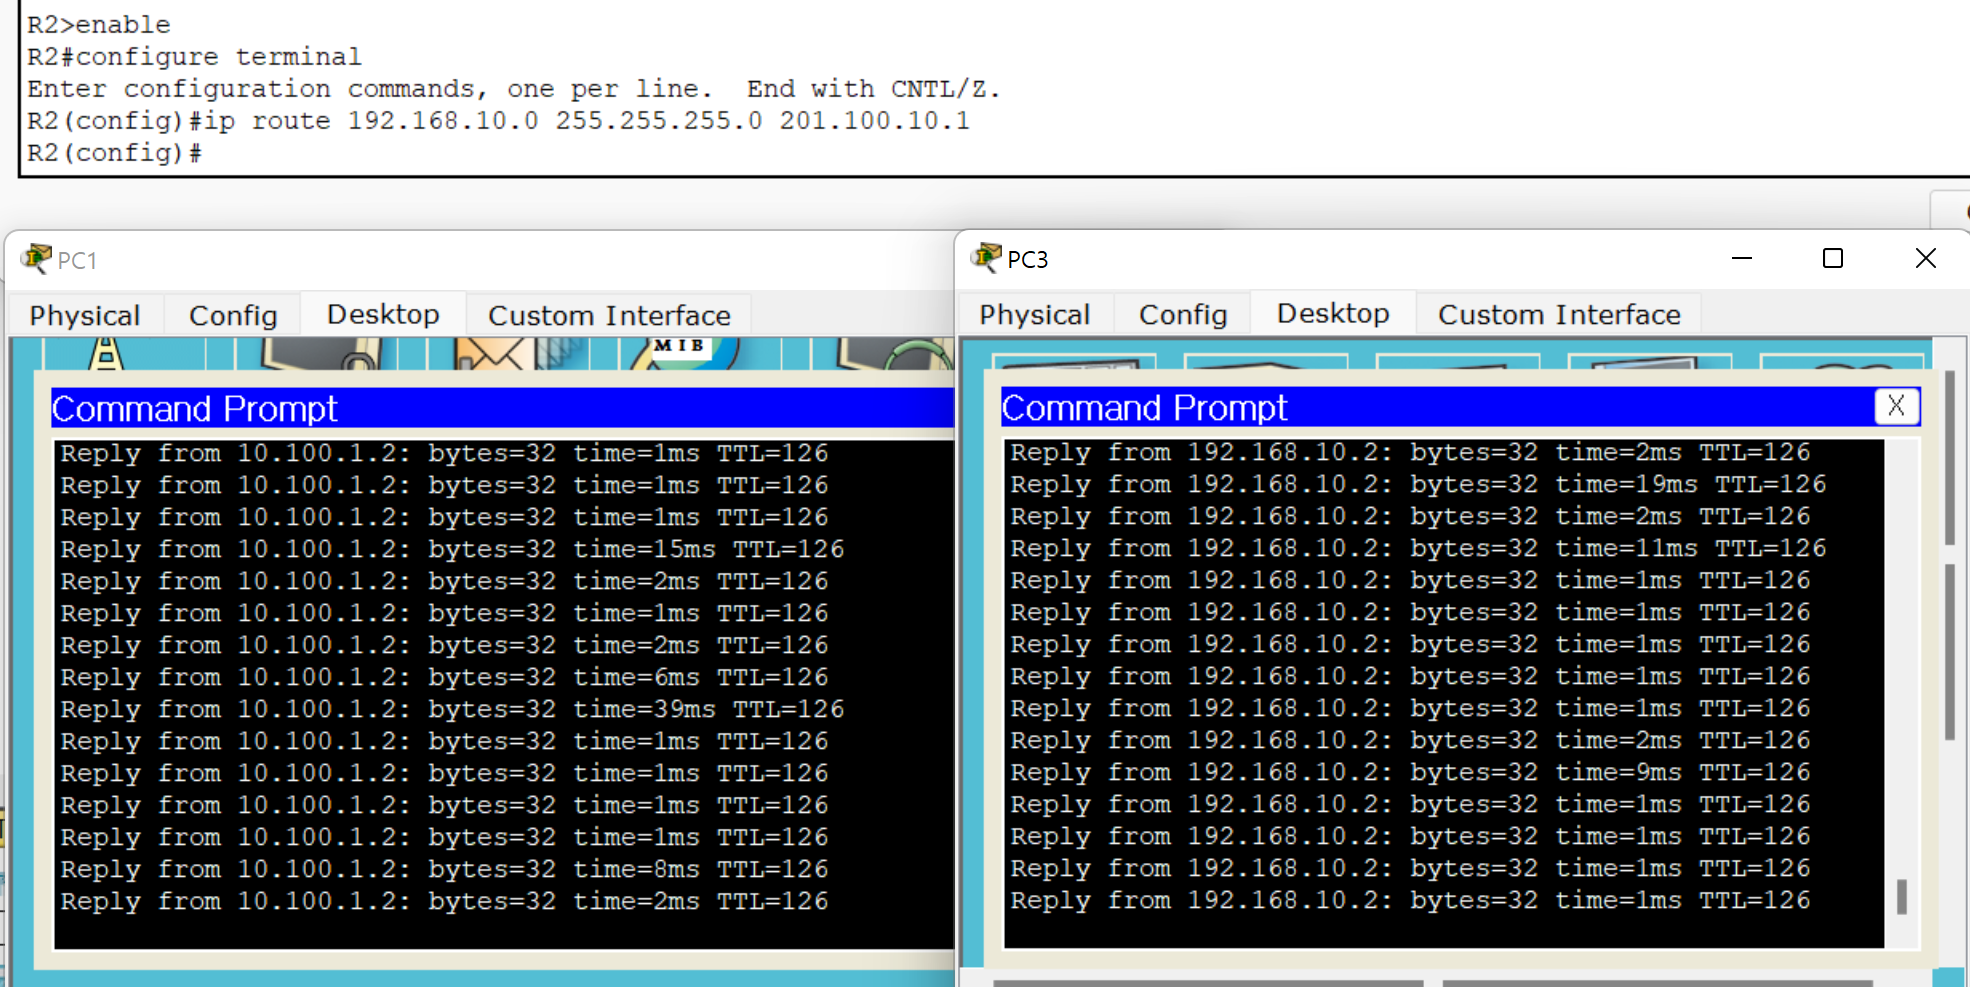 R2>enable
R2#configure terminal
Enter configuration commands, one per line.  End with CNTL/Z.
R2(config)#ip route 192.168.10.0 255.255.255.0 201.100.10.1
R2(config)#
PC1
Physical Config Desktop Custom Interface
MIB
Command Prompt
Reply from 10.100.1.2: bytes=32 time=1ms TTL=126
Reply from 10.100.1.2: bytes=32 time=1ms TTL=126
Reply from 10.100.1.2: bytes=32 time=1ms TTL=126
Reply from 10.100.1.2: bytes=32 time=15ms TTL=126
Reply from 10.100.1.2: bytes=32 time=2ms TTL=126
Reply from 10.100.1.2: bytes=32 time=1ms TTL=126
Reply from 10.100.1.2: bytes=32 time=2ms TTL=126
Reply from 10.100.1.2: bytes=32 time=6ms TTL=126
Reply from 10.100.1.2: bytes=32 time=39ms TTL=126
Reply from 10.100.1.2: bytes=32 time=1ms TTL=126
Reply from 10.100.1.2: bytes=32 time=1ms TTL=126
Reply from 10.100.1.2: bytes=32 time=1ms TTL=126
Reply from 10.100.1.2: bytes=32 time=1ms TTL=126
Reply from 10.100.1.2: bytes=32 time=8ms TTL=126
Reply from 10.100.1.2: bytes=32 time=2ms TTL=126
PC3
Physical Config Desktop Custom Interface
Command Prompt X
Reply from 192.168.10.2: bytes=32 time=2ms TTL=126
Reply from 192.168.10.2: bytes=32 time=19ms TTL=126
Reply from 192.168.10.2: bytes=32 time=2ms TTL=126
Reply from 192.168.10.2: bytes=32 time=11ms TTL=126
Reply from 192.168.10.2: bytes=32 time=1ms TTL=126
Reply from 192.168.10.2: bytes=32 time=1ms TTL=126
Reply from 192.168.10.2: bytes=32 time=1ms TTL=126
Reply from 192.168.10.2: bytes=32 time=1ms TTL=126
Reply from 192.168.10.2: bytes=32 time=1ms TTL=126
Reply from 192.168.10.2: bytes=32 time=2ms TTL=126
Reply from 192.168.10.2: bytes=32 time=9ms TTL=126
Reply from 192.168.10.2: bytes=32 time=1ms TTL=126
Reply from 192.168.10.2: bytes=32 time=1ms TTL=126
Reply from 192.168.10.2: bytes=32 time=1ms TTL=126
Reply from 192.168.10.2: bytes=32 time=1ms TTL=126